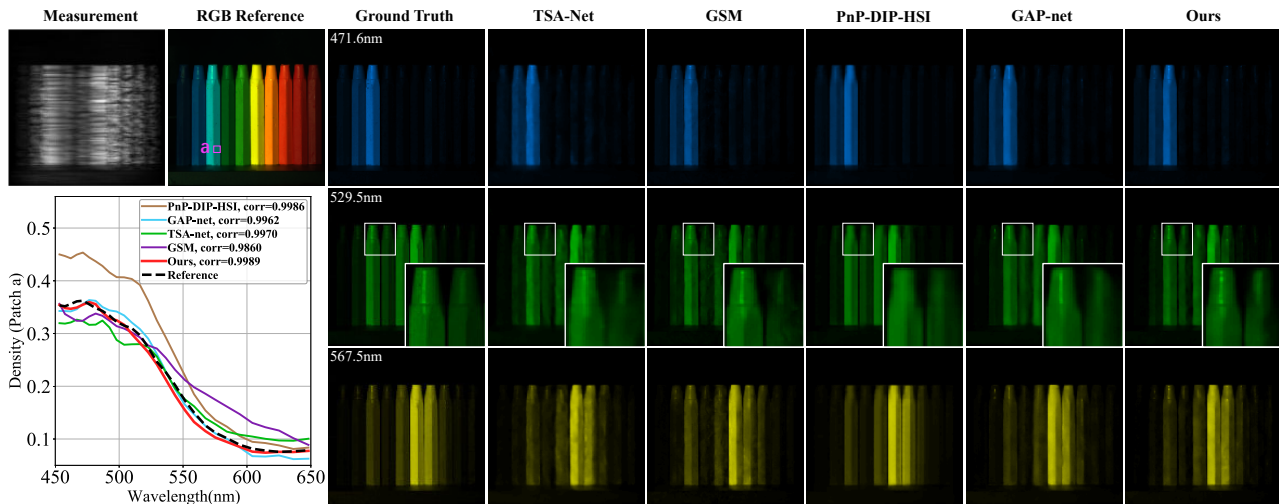 Measurement RGB Reference Ground Truth TSA-Net GSM PnP-DIP-HSI GAP-net Ours
471.6nm
a
529.5nm
567.5nm
PnP-DIP-HSI, corr=0.9986
GAP-net, corr=0.9962
TSA-net, corr=0.9970
GSM, corr=0.9860
Ours, corr=0.9989
Reference
Density (Patch a)
0.5
0.4
0.3
0.2
0.1
450 500 550 600 650
Wavelength(nm)